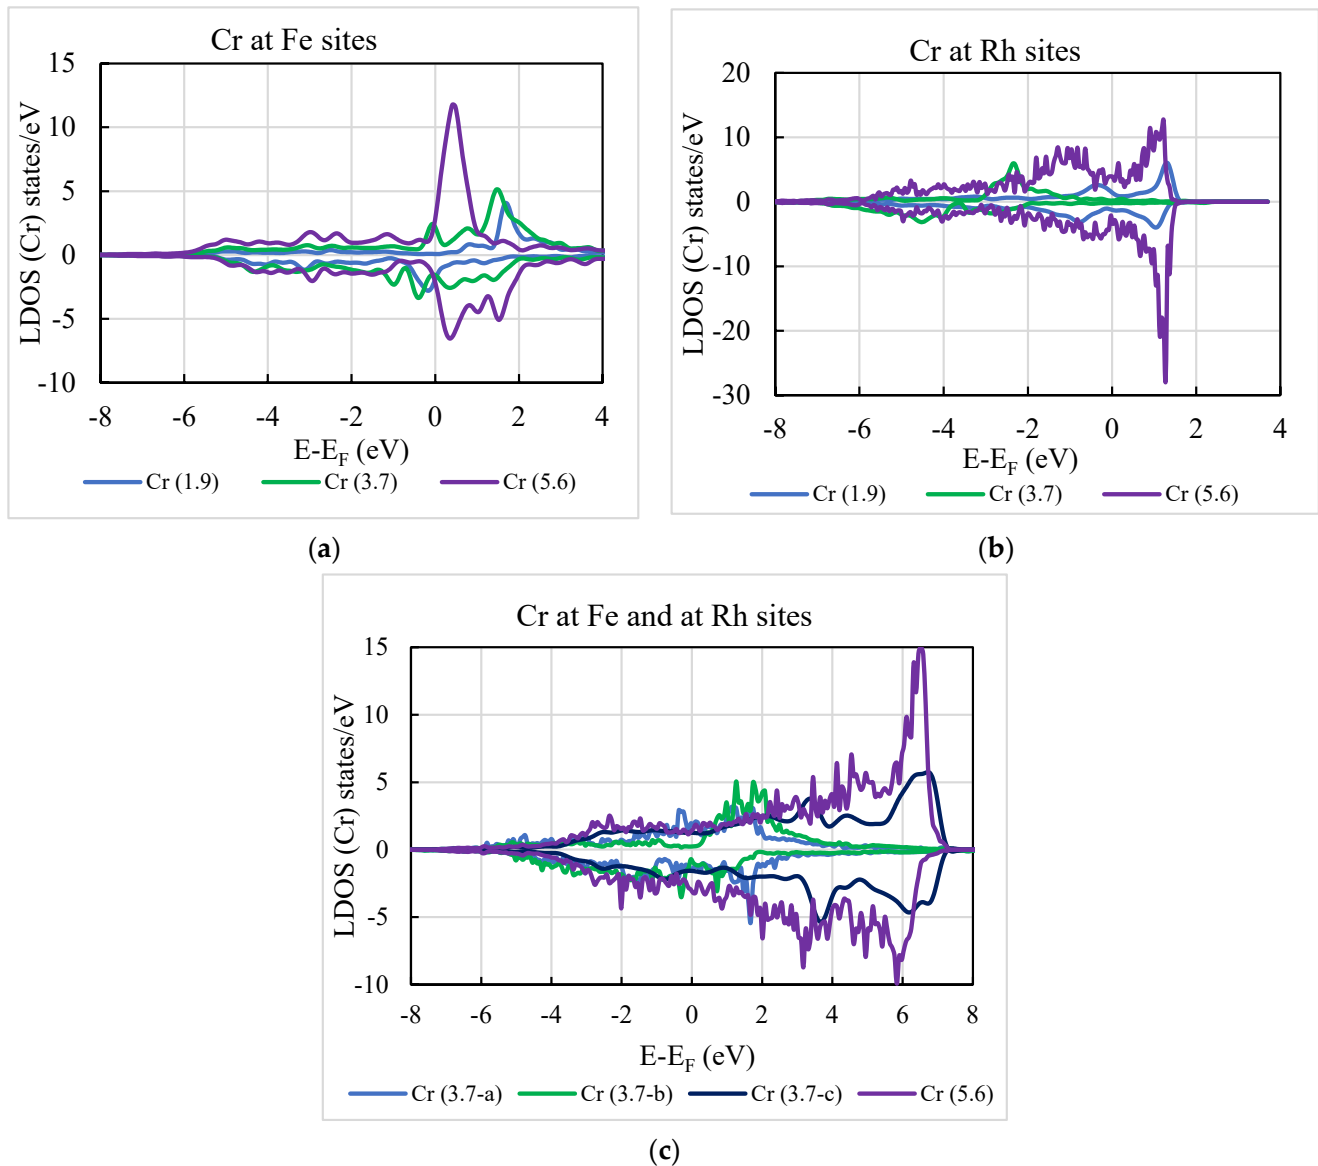 Cr at Fe sites
15
10
5
0
-5
-10
LDOS (Cr) states/eV
-8 -6 -4 -2 0 2 4
E-E_F (eV)
Cr (1.9) Cr (3.7) Cr (5.6)
(a)
Cr at Rh sites
20
10
0
-10
-20
-30
LDOS (Cr) states/eV
-8 -6 -4 -2 0 2 4
E-E_F (eV)
Cr (1.9) Cr (3.7) Cr (5.6)
(b)
Cr at Fe and at Rh sites
15
10
5
0
-5
-10
LDOS (Cr) states/eV
-8 -6 -4 -2 0 2 4 6 8
E-E_F (eV)
Cr (3.7-a) Cr (3.7-b) Cr (3.7-c) Cr (5.6)
(c)